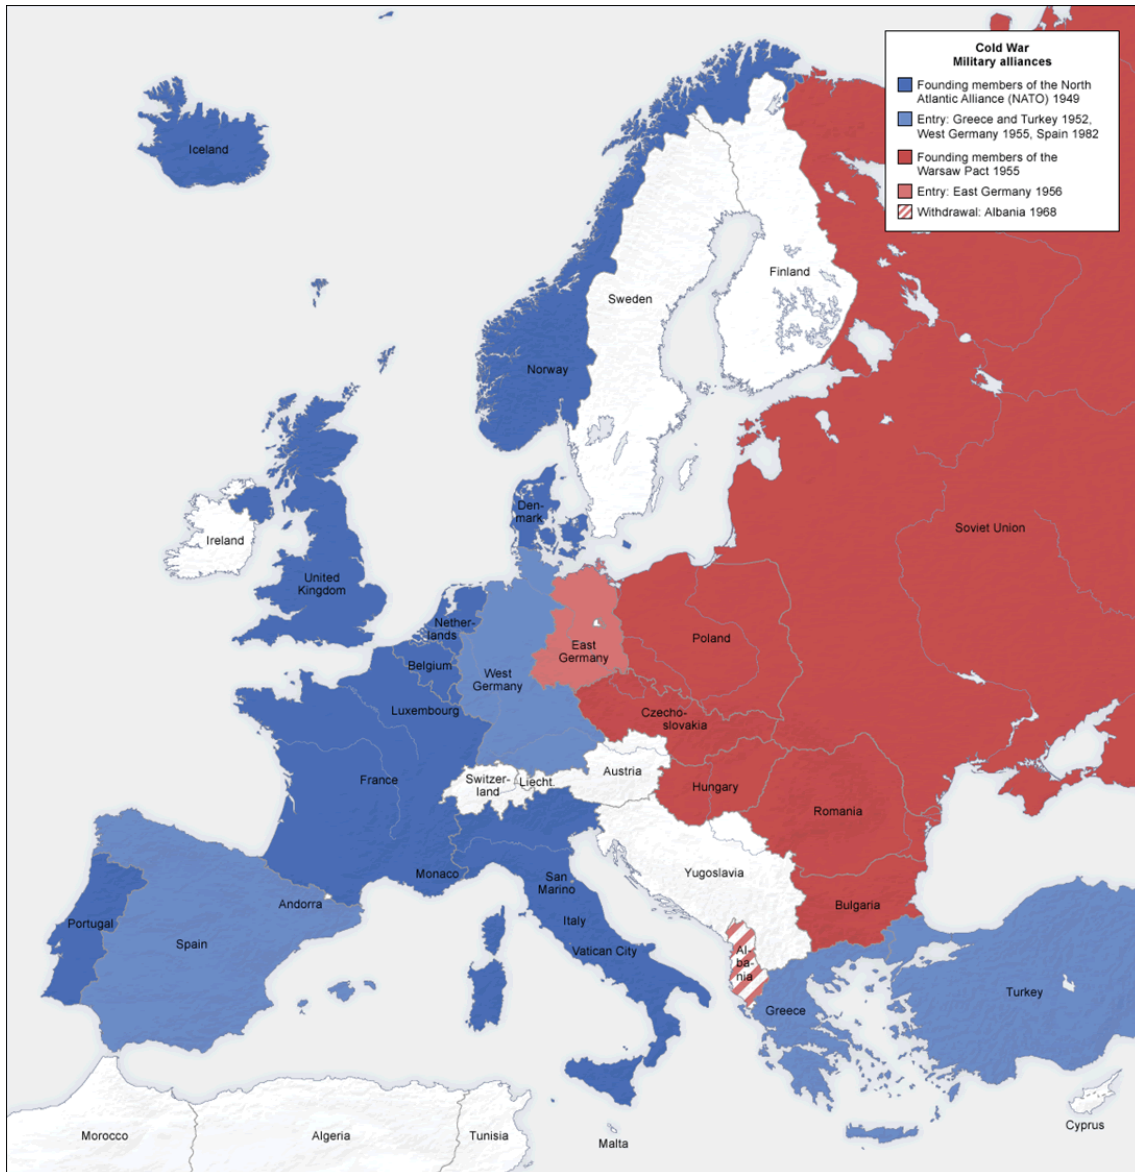 Cold War
Military alliances
Founding members of the North
Atlantic Alliance (NATO) 1949
Entry: Greece and Turkey 1952,
West Germany 1955, Spain 1982
Founding members of the
Warsaw Pact 1955
Entry: East Germany 1956
Withdrawal: Albania 1968
Iceland
Finland
Sweden
Norway
Den-
mark
Soviet Union
Ireland
United
Kingdom
Nether-
lands
Poland
East
Germany
Belgium
West
Germany
Luxembourg
Czecho-
slovakia
France
Switzer-
land
Liecht.
Austria
Hungary
Romania
Monaco
San
Marino
Yugoslavia
Andorra
Bulgaria
Portugal
Italy
Spain
Vatican City
Al-
ba-
nia
Turkey
Greece
Morocco
Algeria
Tunisia
Malta
Cyprus